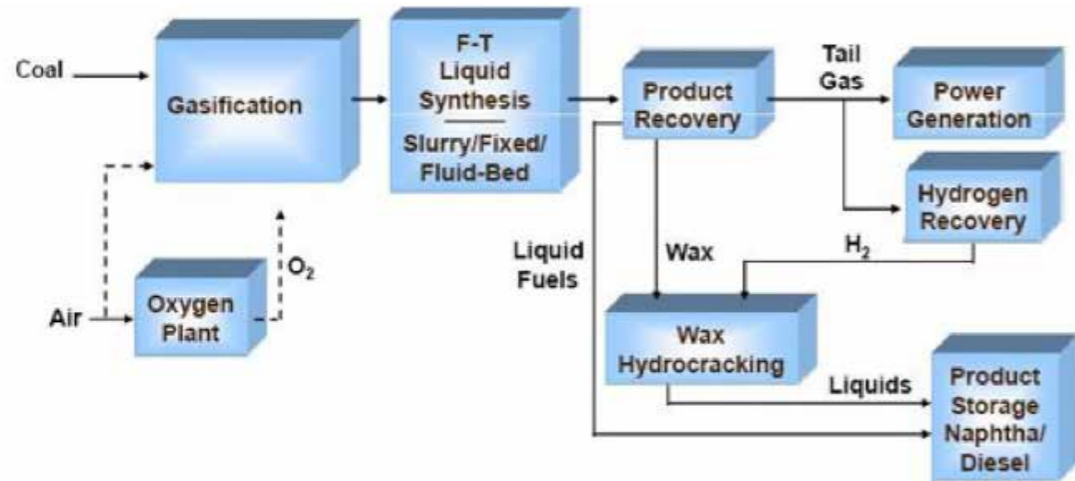 Coal
Gasification
F-T
Liquid
Synthesis
Slurry/Fixed/
Fluid-Bed
Product
Recovery
Tail
Gas
Power
Generation
Hydrogen
Recovery
Liquid
Fuels
Wax
H₂
O₂
Air
Oxygen
Plant
Wax
Hydrocracking
Liquids
Product
Storage
Naphtha/
Diesel